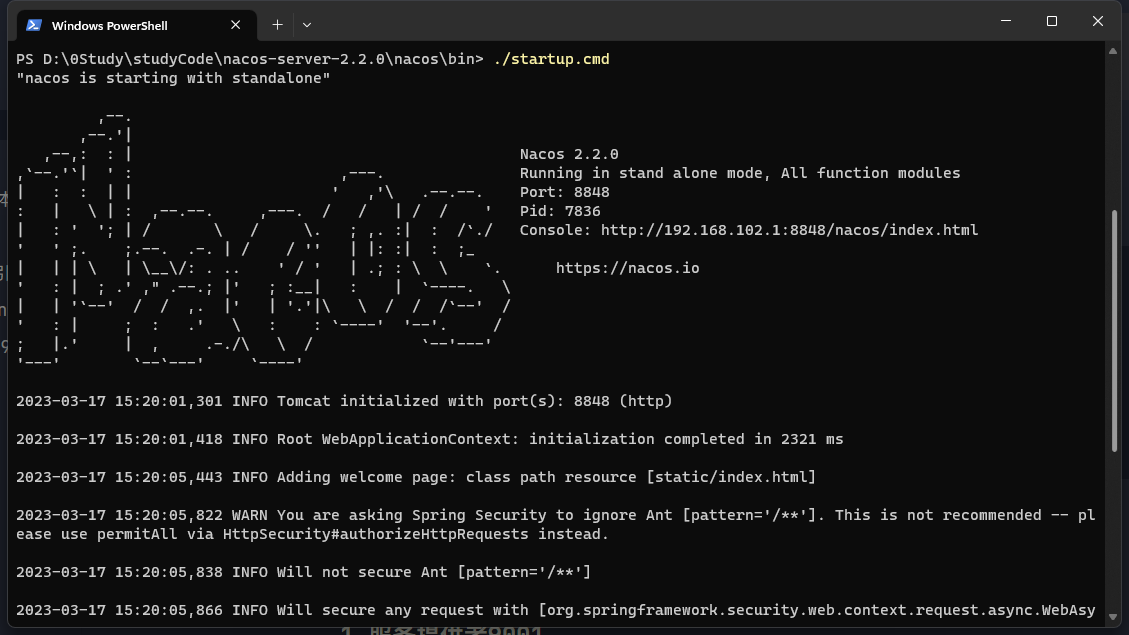 Windows PowerShell
PS D:\0Study\studyCode\nacos-server-2.2.0\nacos\bin> ./startup.cmd
"nacos is starting with standalone"
Nacos 2.2.0
Running in stand alone mode, All function modules
Port: 8848
Pid: 7836
Console: http://192.168.102.1:8848/nacos/index.html
https://nacos.io
2023-03-17 15:20:01,301 INFO Tomcat initialized with port(s): 8848 (http)
2023-03-17 15:20:01,418 INFO Root WebApplicationContext: initialization completed in 2321 ms
2023-03-17 15:20:05,443 INFO Adding welcome page: class path resource [static/index.html]
2023-03-17 15:20:05,822 WARN You are asking Spring Security to ignore Ant [pattern='/**']. This is not recommended -- pl
ease use permitAll via HttpSecurity#authorizeHttpRequests instead.
2023-03-17 15:20:05,838 INFO Will not secure Ant [pattern='/**']
2023-03-17 15:20:05,866 INFO Will secure any request with [org.springframework.security.web.context.request.async.WebAsy